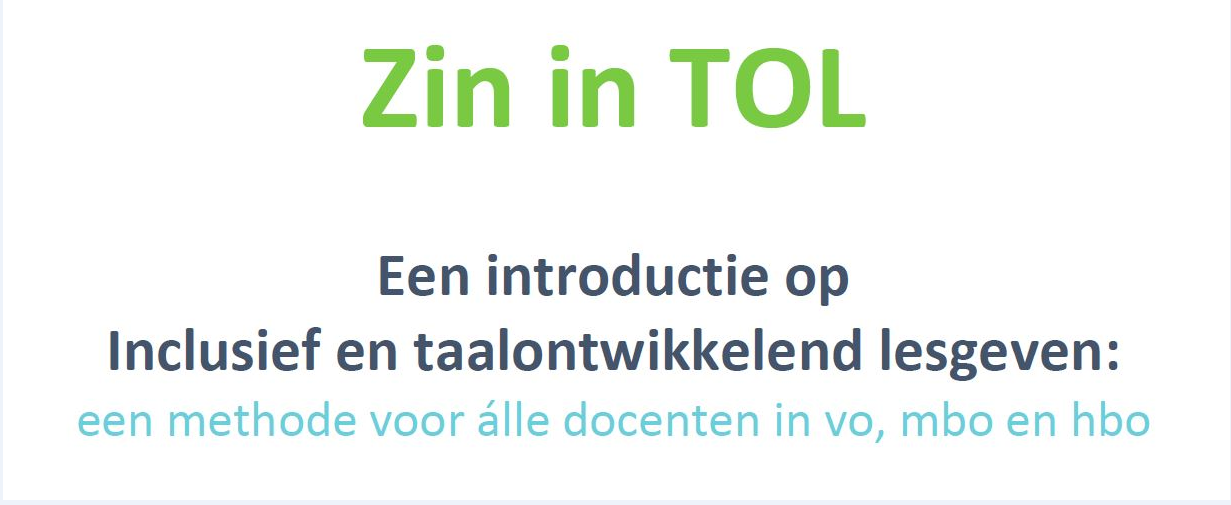 Zin in TOL
Een introductie op
Inclusief en taalontwikkelend lesgeven:
een methode voor álle docenten in vo, mbo en hbo